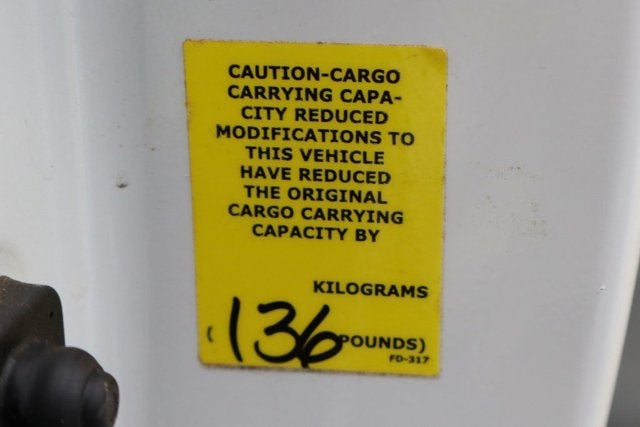 CAUTION-CARGO
CARRYING CAPA-
CITY REDUCED
MODIFICATIONS TO
THIS VEHICLE
HAVE REDUCED
THE ORIGINAL
CARGO CARRYING
CAPACITY BY
KILOGRAMS
(136 POUNDS)
FD-317